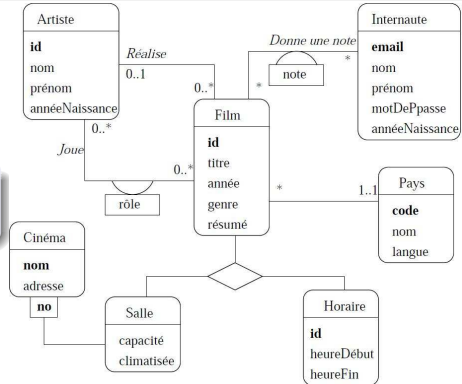 Artiste
id
nom
prénom
annéeNaissance
Réalise
0..1
0..*
Donne une note
note
*
*
Internaute
email
nom
prénom
motDePpasse
annéeNaissance
0..*
Joue
0..*
rôle
Film
id
titre
année
genre
résumé
*
1..1
Pays
code
nom
langue
Cinéma
nom
adresse
no
Salle
capacité
climatisée
Horaire
id
heureDébut
heureFin